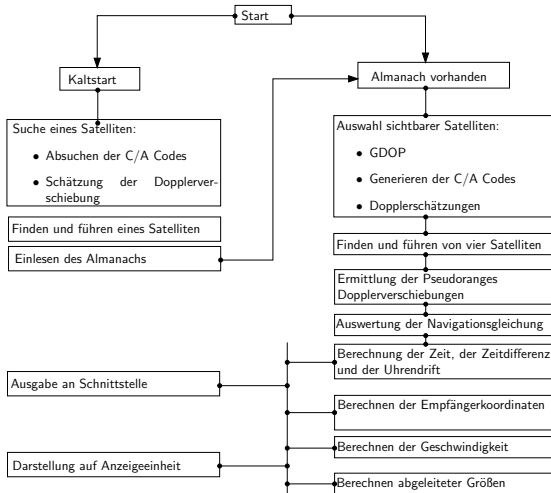 Start
Kaltstart
Almanach vorhanden
Suche eines Satelliten:
• Absuchen der C/A Codes
• Schätzung der Dopplerver-
schiebung
Auswahl sichtbarer Satelliten:
• GDOP
• Generieren der C/A Codes
• Dopplerschätzungen
Finden und führen eines Satelliten
Einlesen des Almanachs
Finden und führen von vier Satelliten
Ermittlung der Pseudoranges
Dopplerverschiebungen
Auswertung der Navigationsgleichung
Berechnung der Zeit, der Zeitdifferenz
und der Uhrendrift
Ausgabe an Schnittstelle
Berechnen der Empfängerkoordinaten
Berechnen der Geschwindigkeit
Darstellung auf Anzeigeeinheit
Berechnen abgeleiteter Größen